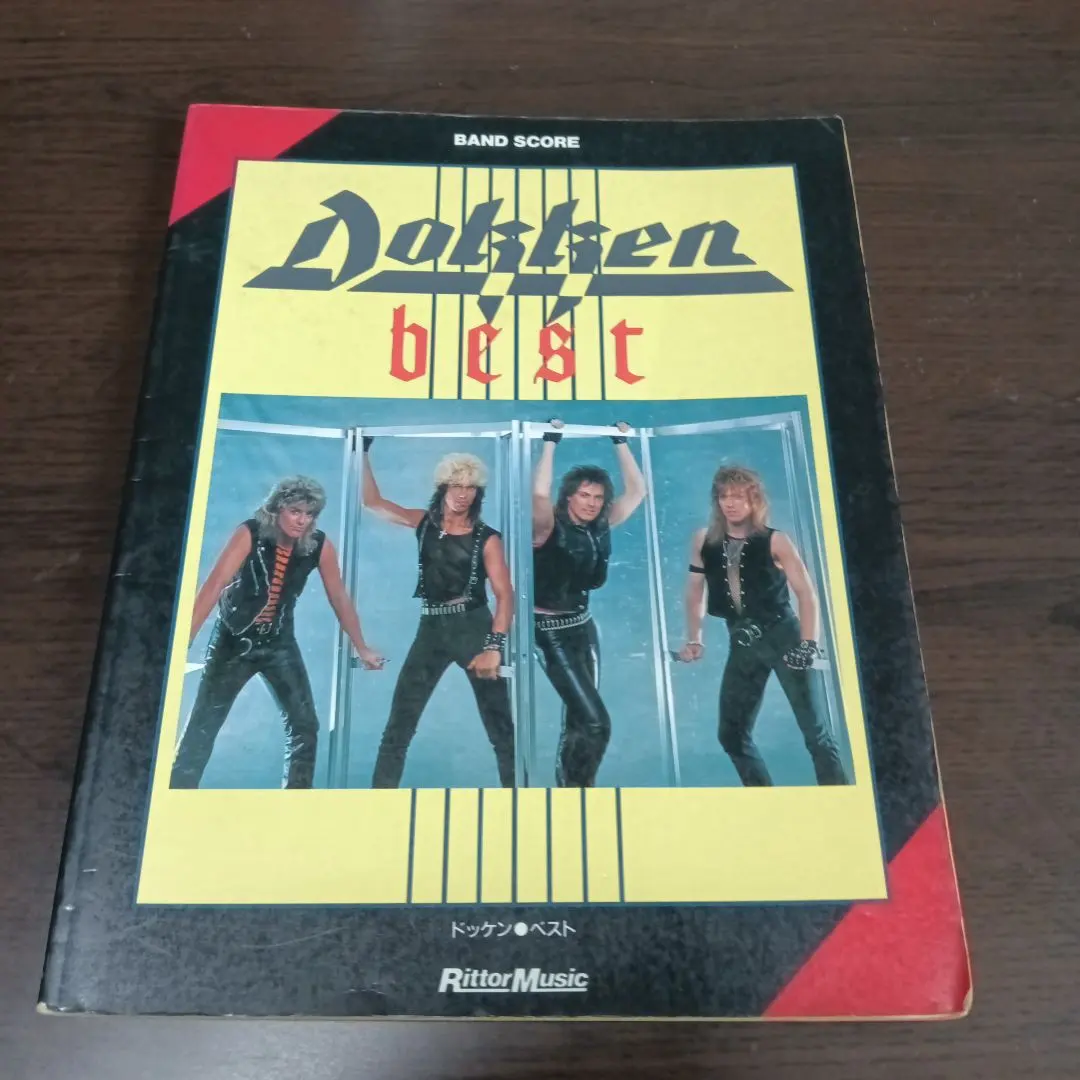 BAND SCORE
Dokken
best
ドッケン●ベスト
RittorMusic